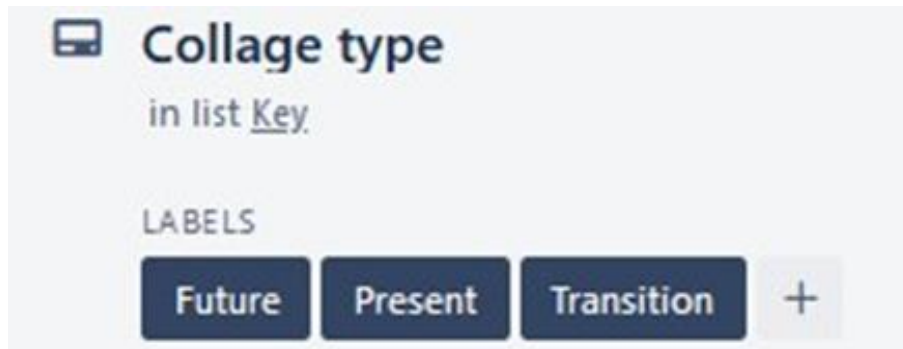 Collage type
in list Key
LABELS
Future Present Transition +